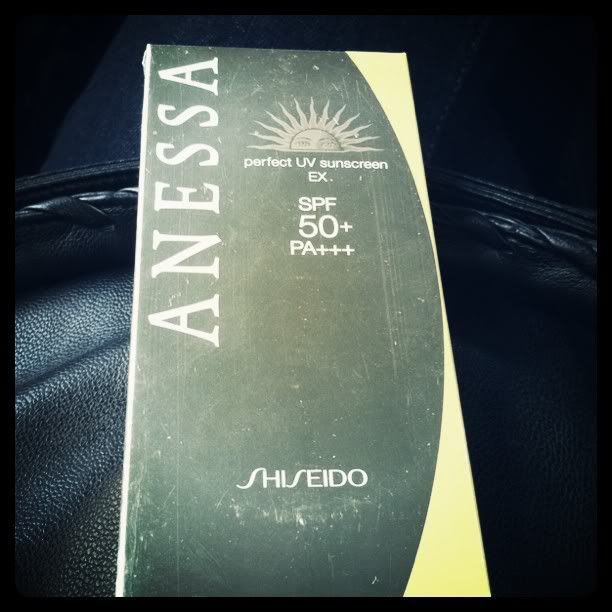 ANESSA
perfect UV sunscreen
EX
SPF
50+
PA+++
SHISEIDO